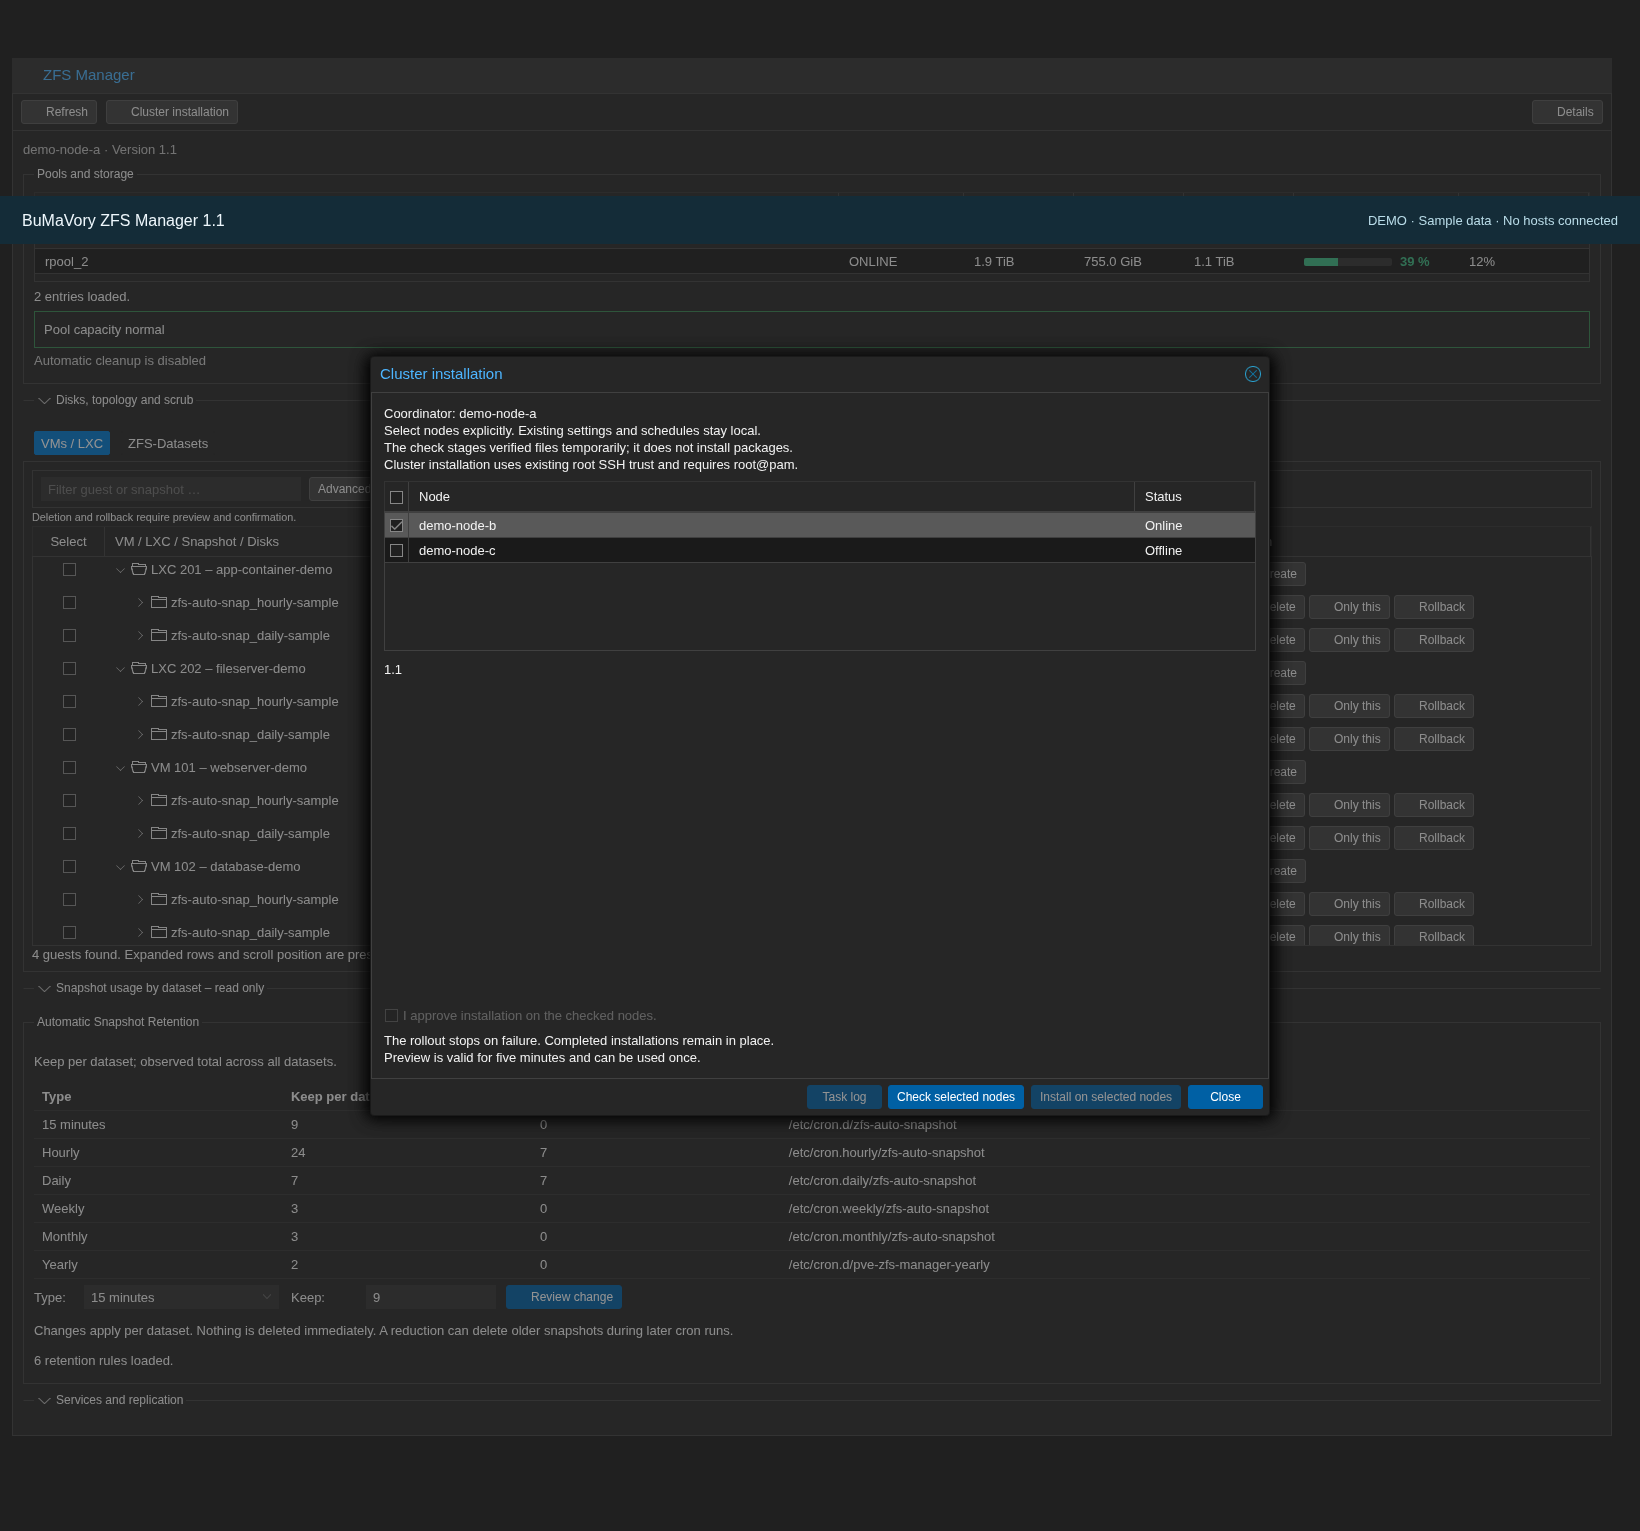 ZFS Manager
Refresh Cluster installation Details
demo-node-a · Version 1.1
Pools and storage
BuMaVory ZFS Manager 1.1 DEMO · Sample data · No hosts connected
rpool_2 ONLINE 1.9 TiB 755.0 GiB 1.1 TiB 39 % 12%
2 entries loaded.
Pool capacity normal
Automatic cleanup is disabled
Disks, topology and scrub
VMs / LXC ZFS-Datasets
Filter guest or snapshot ... Advanced
Deletion and rollback require preview and confirmation.
Select VM / LXC / Snapshot / Disks
LXC 201 – app-container-demo reate
zfs-auto-snap_hourly-sample elete Only this Rollback
zfs-auto-snap_daily-sample elete Only this Rollback
LXC 202 – fileserver-demo reate
zfs-auto-snap_hourly-sample elete Only this Rollback
zfs-auto-snap_daily-sample elete Only this Rollback
VM 101 – webserver-demo reate
zfs-auto-snap_hourly-sample elete Only this Rollback
zfs-auto-snap_daily-sample elete Only this Rollback
VM 102 – database-demo reate
zfs-auto-snap_hourly-sample elete Only this Rollback
zfs-auto-snap_daily-sample elete Only this Rollback
4 guests found. Expanded rows and scroll position are pres
Snapshot usage by dataset – read only
Automatic Snapshot Retention
Keep per dataset; observed total across all datasets.
Type Keep per dat
15 minutes 9 0 /etc/cron.d/zfs-auto-snapshot
Hourly 24 7 /etc/cron.hourly/zfs-auto-snapshot
Daily 7 7 /etc/cron.daily/zfs-auto-snapshot
Weekly 3 0 /etc/cron.weekly/zfs-auto-snapshot
Monthly 3 0 /etc/cron.monthly/zfs-auto-snapshot
Yearly 2 0 /etc/cron.d/pve-zfs-manager-yearly
Type: 15 minutes Keep: 9 Review change
Changes apply per dataset. Nothing is deleted immediately. A reduction can delete older snapshots during later cron runs.
6 retention rules loaded.
Services and replication
Cluster installation
Coordinator: demo-node-a
Select nodes explicitly. Existing settings and schedules stay local.
The check stages verified files temporarily; it does not install packages.
Cluster installation uses existing root SSH trust and requires root@pam.
Node Status
demo-node-b Online
demo-node-c Offline
1.1
I approve installation on the checked nodes.
The rollout stops on failure. Completed installations remain in place.
Preview is valid for five minutes and can be used once.
Task log Check selected nodes Install on selected nodes Close